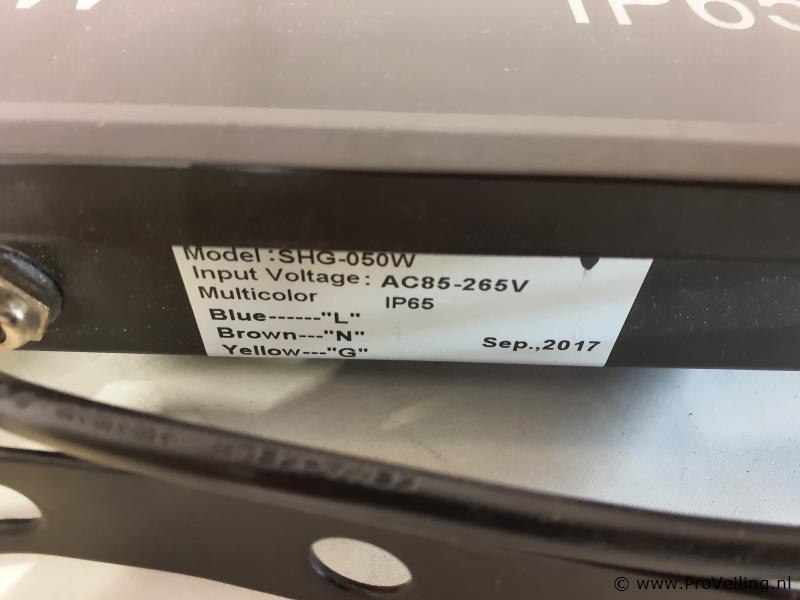 IP65
Model :SHG-050W
Input Voltage: AC85-265V
Multicolor IP65
Blue------"L"
Brown---"N"
Yellow---"G" Sep.,2017
© www.ProVeiling.nl